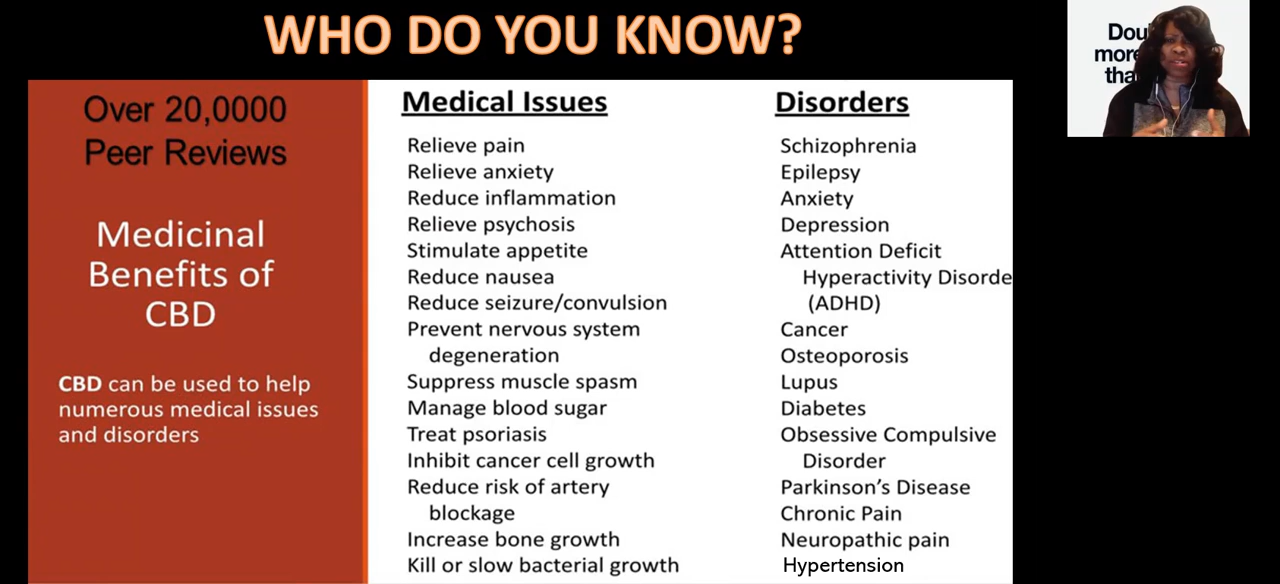 WHO DO YOU KNOW?
Over 20,0000
Peer Reviews
Medicinal
Benefits of
CBD
CBD can be used to help
numerous medical issues
and disorders
Medical Issues
Relieve pain
Relieve anxiety
Reduce inflammation
Relieve psychosis
Stimulate appetite
Reduce nausea
Reduce seizure/convulsion
Prevent nervous system
degeneration
Suppress muscle spasm
Manage blood sugar
Treat psoriasis
Inhibit cancer cell growth
Reduce risk of artery
blockage
Increase bone growth
Kill or slow bacterial growth
Disorders
Schizophrenia
Epilepsy
Anxiety
Depression
Attention Deficit
Hyperactivity Disorde
(ADHD)
Cancer
Osteoporosis
Lupus
Diabetes
Obsessive Compulsive
Disorder
Parkinson's Disease
Chronic Pain
Neuropathic pain
Hypertension
Dou
more
tha